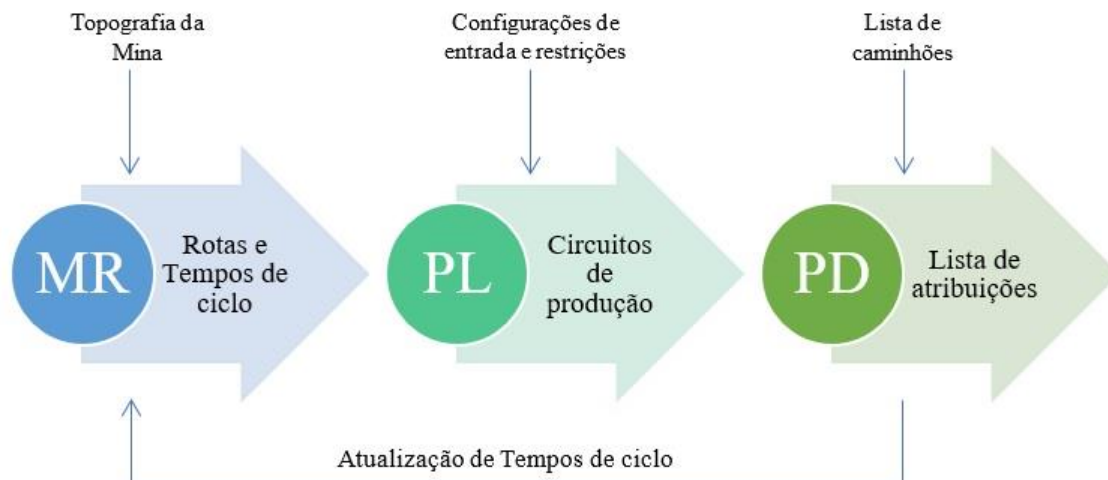 Topografia da
Mina
Configurações de
entrada e restrições
Lista de
caminhões
MR
Rotas e
Tempos de
ciclo
PL
Circuitos
de
produção
PD
Lista de
atribuições
Atualização de Tempos de ciclo